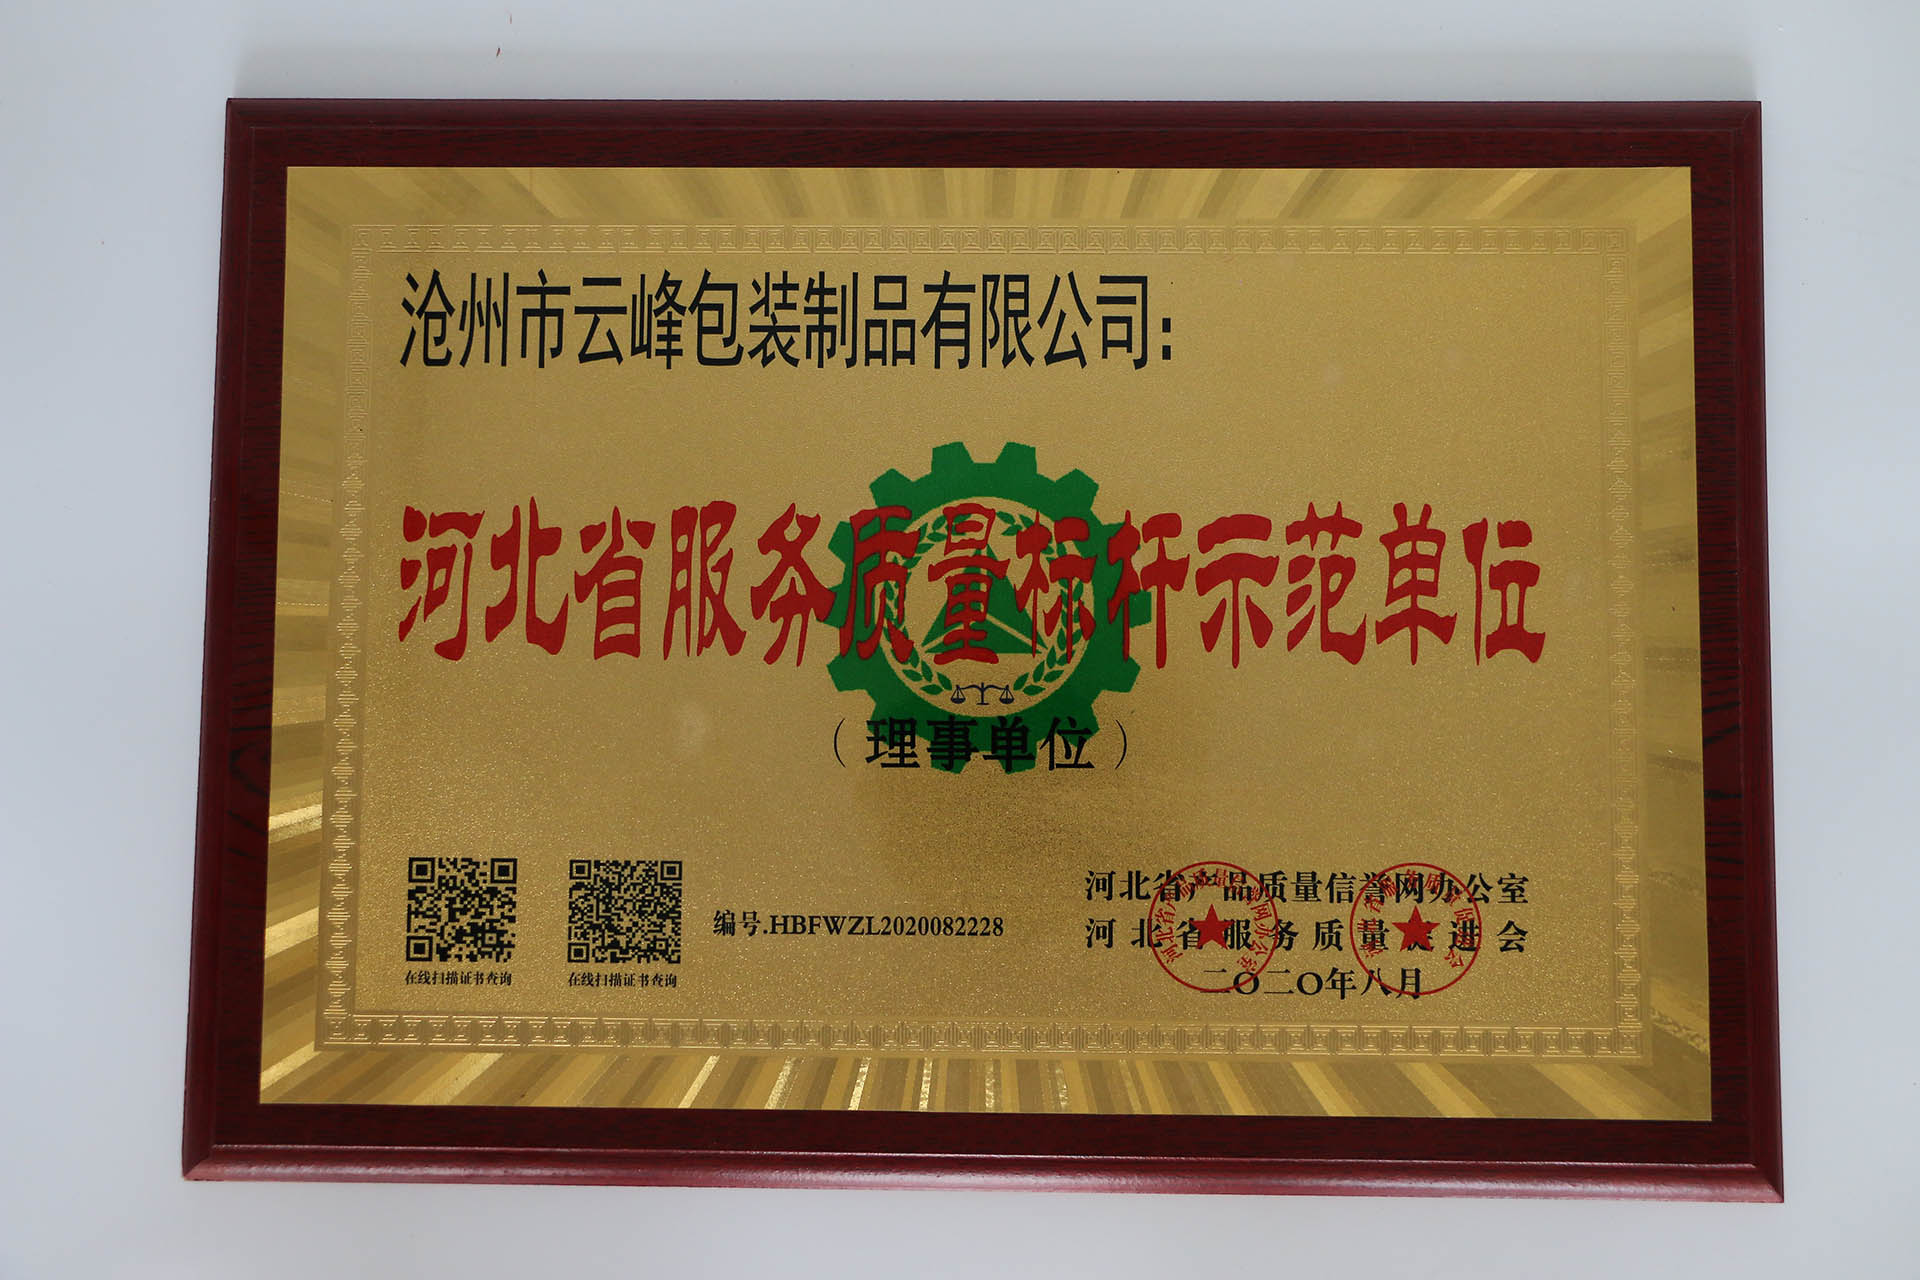 沧州市云峰包装制品有限公司:
河北省服务质量标杆示范单位
（理事单位）
在线扫描证书查询
在线扫描证书查询
编号.HBFWZL2020082228
河北省产品质量信誉网办公室
河北省服务质量促进会
二〇二〇年八月